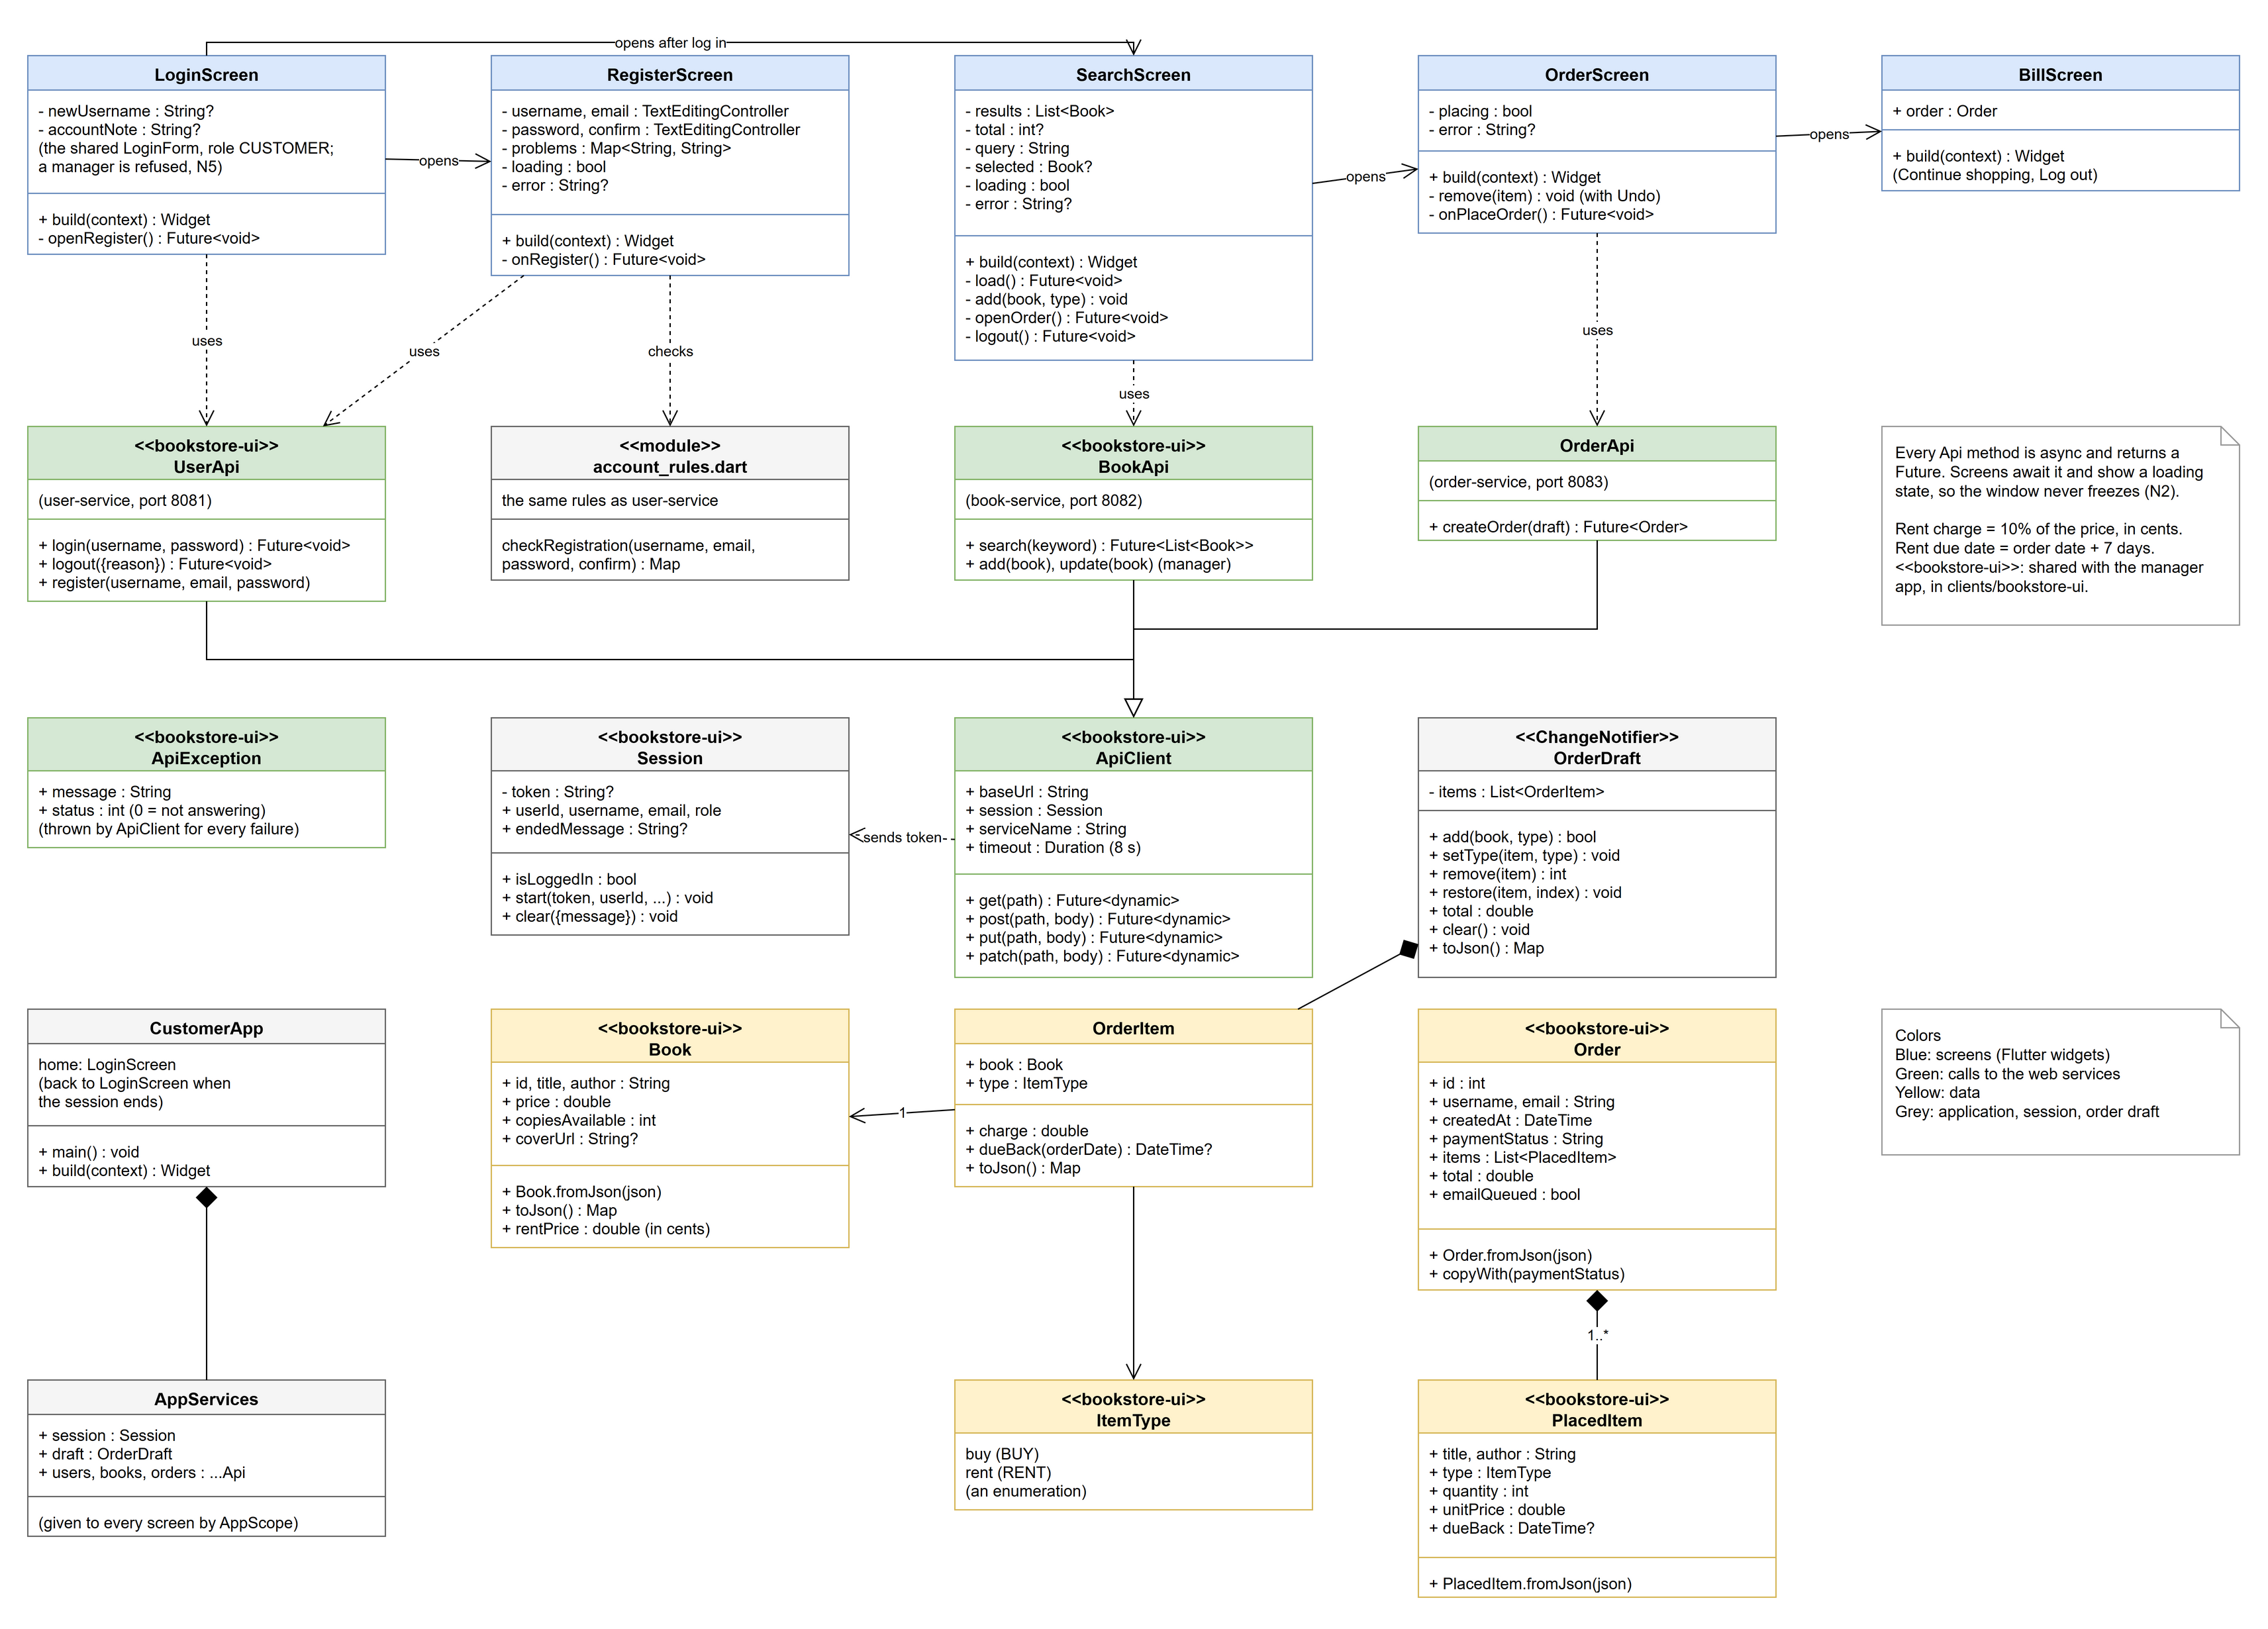 opens after log in
LoginScreen
- newUsername : String?
- accountNote : String?
(the shared LoginForm, role CUSTOMER;
a manager is refused, N5)
+ build(context) : Widget
- openRegister() : Future<void>
opens
RegisterScreen
- username, email : TextEditingController
- password, confirm : TextEditingController
- problems : Map<String, String>
- loading : bool
- error : String?
+ build(context) : Widget
- onRegister() : Future<void>
SearchScreen
- results : List<Book>
- total : int?
- query : String
- selected : Book?
- loading : bool
- error : String?
+ build(context) : Widget
- load() : Future<void>
- add(book, type) : void
- openOrder() : Future<void>
- logout() : Future<void>
opens
OrderScreen
- placing : bool
- error : String?
+ build(context) : Widget
- remove(item) : void (with Undo)
- onPlaceOrder() : Future<void>
opens
BillScreen
+ order : Order
+ build(context) : Widget
(Continue shopping, Log out)
uses
uses
checks
uses
uses
<<bookstore-ui>>
UserApi
(user-service, port 8081)
+ login(username, password) : Future<void>
+ logout({reason}) : Future<void>
+ register(username, email, password)
<<module>>
account_rules.dart
the same rules as user-service
checkRegistration(username, email,
password, confirm) : Map
<<bookstore-ui>>
BookApi
(book-service, port 8082)
+ search(keyword) : Future<List<Book>>
+ add(book), update(book) (manager)
OrderApi
(order-service, port 8083)
+ createOrder(draft) : Future<Order>
Every Api method is async and returns a
Future. Screens await it and show a loading
state, so the window never freezes (N2).
Rent charge = 10% of the price, in cents.
Rent due date = order date + 7 days.
<<bookstore-ui>>: shared with the manager
app, in clients/bookstore-ui.
<<bookstore-ui>>
ApiException
+ message : String
+ status : int (0 = not answering)
(thrown by ApiClient for every failure)
<<bookstore-ui>>
Session
- token : String?
+ userId, username, email, role
+ endedMessage : String?
+ isLoggedIn : bool
+ start(token, userId, ...) : void
+ clear({message}) : void
sends token
<<bookstore-ui>>
ApiClient
+ baseUrl : String
+ session : Session
+ serviceName : String
+ timeout : Duration (8 s)
+ get(path) : Future<dynamic>
+ post(path, body) : Future<dynamic>
+ put(path, body) : Future<dynamic>
+ patch(path, body) : Future<dynamic>
<<ChangeNotifier>>
OrderDraft
- items : List<OrderItem>
+ add(book, type) : bool
+ setType(item, type) : void
+ remove(item) : int
+ restore(item, index) : void
+ total : double
+ clear() : void
+ toJson() : Map
CustomerApp
home: LoginScreen
(back to LoginScreen when
the session ends)
+ main() : void
+ build(context) : Widget
<<bookstore-ui>>
Book
+ id, title, author : String
+ price : double
+ copiesAvailable : int
+ coverUrl : String?
+ Book.fromJson(json)
+ toJson() : Map
+ rentPrice : double (in cents)
1
OrderItem
+ book : Book
+ type : ItemType
+ charge : double
+ dueBack(orderDate) : DateTime?
+ toJson() : Map
<<bookstore-ui>>
Order
+ id : int
+ username, email : String
+ createdAt : DateTime
+ paymentStatus : String
+ items : List<PlacedItem>
+ total : double
+ emailQueued : bool
+ Order.fromJson(json)
+ copyWith(paymentStatus)
Colors
Blue: screens (Flutter widgets)
Green: calls to the web services
Yellow: data
Grey: application, session, order draft
1..*
AppServices
+ session : Session
+ draft : OrderDraft
+ users, books, orders : ...Api
(given to every screen by AppScope)
<<bookstore-ui>>
ItemType
buy (BUY)
rent (RENT)
(an enumeration)
<<bookstore-ui>>
PlacedItem
+ title, author : String
+ type : ItemType
+ quantity : int
+ unitPrice : double
+ dueBack : DateTime?
+ PlacedItem.fromJson(json)